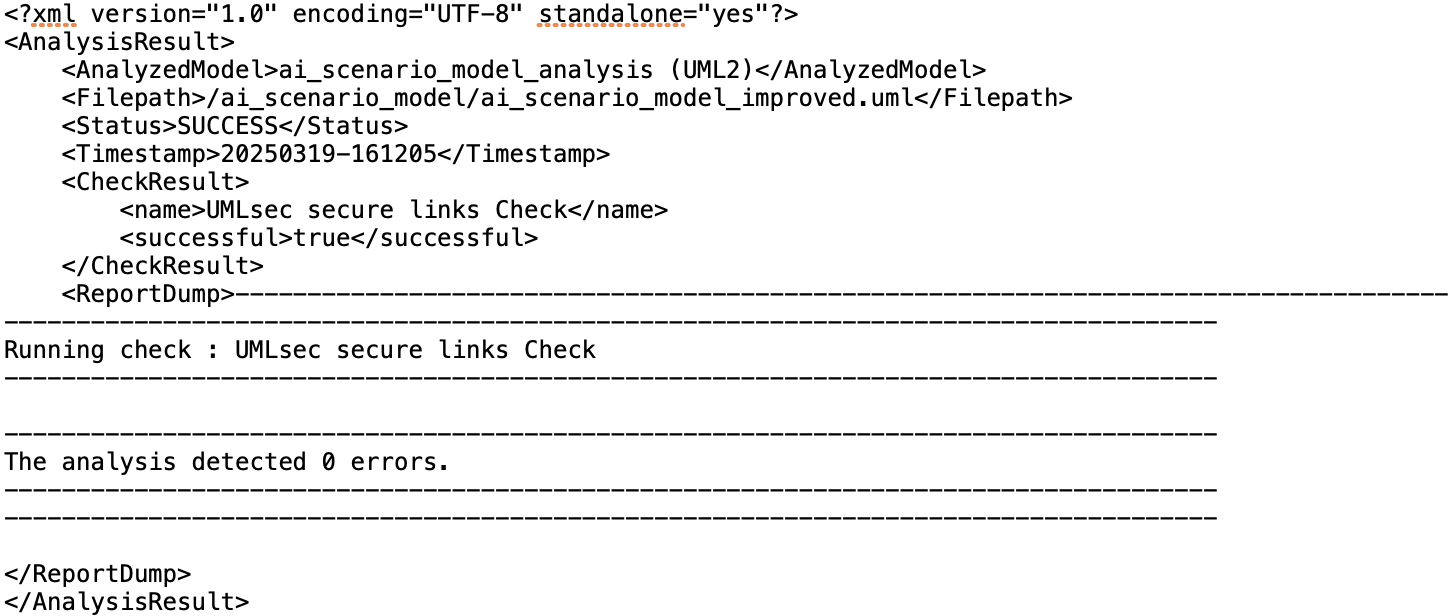 <?xml version="1.0" encoding="UTF-8" standalone="yes"?>
<AnalysisResult>
    <AnalyzedModel>ai_scenario_model_analysis (UML2)</AnalyzedModel>
    <Filepath>/ai_scenario_model/ai_scenario_model_improved.uml</Filepath>
    <Status>SUCCESS</Status>
    <Timestamp>20250319-161205</Timestamp>
    <CheckResult>
        <name>UMLsec secure links Check</name>
        <successful>true</successful>
    </CheckResult>
    <ReportDump>------------------------------------------------------------------------------------
------------------------------------------------------------------------------------
Running check : UMLsec secure links Check
------------------------------------------------------------------------------------

------------------------------------------------------------------------------------
The analysis detected 0 errors.
------------------------------------------------------------------------------------
------------------------------------------------------------------------------------

</ReportDump>
</AnalysisResult>